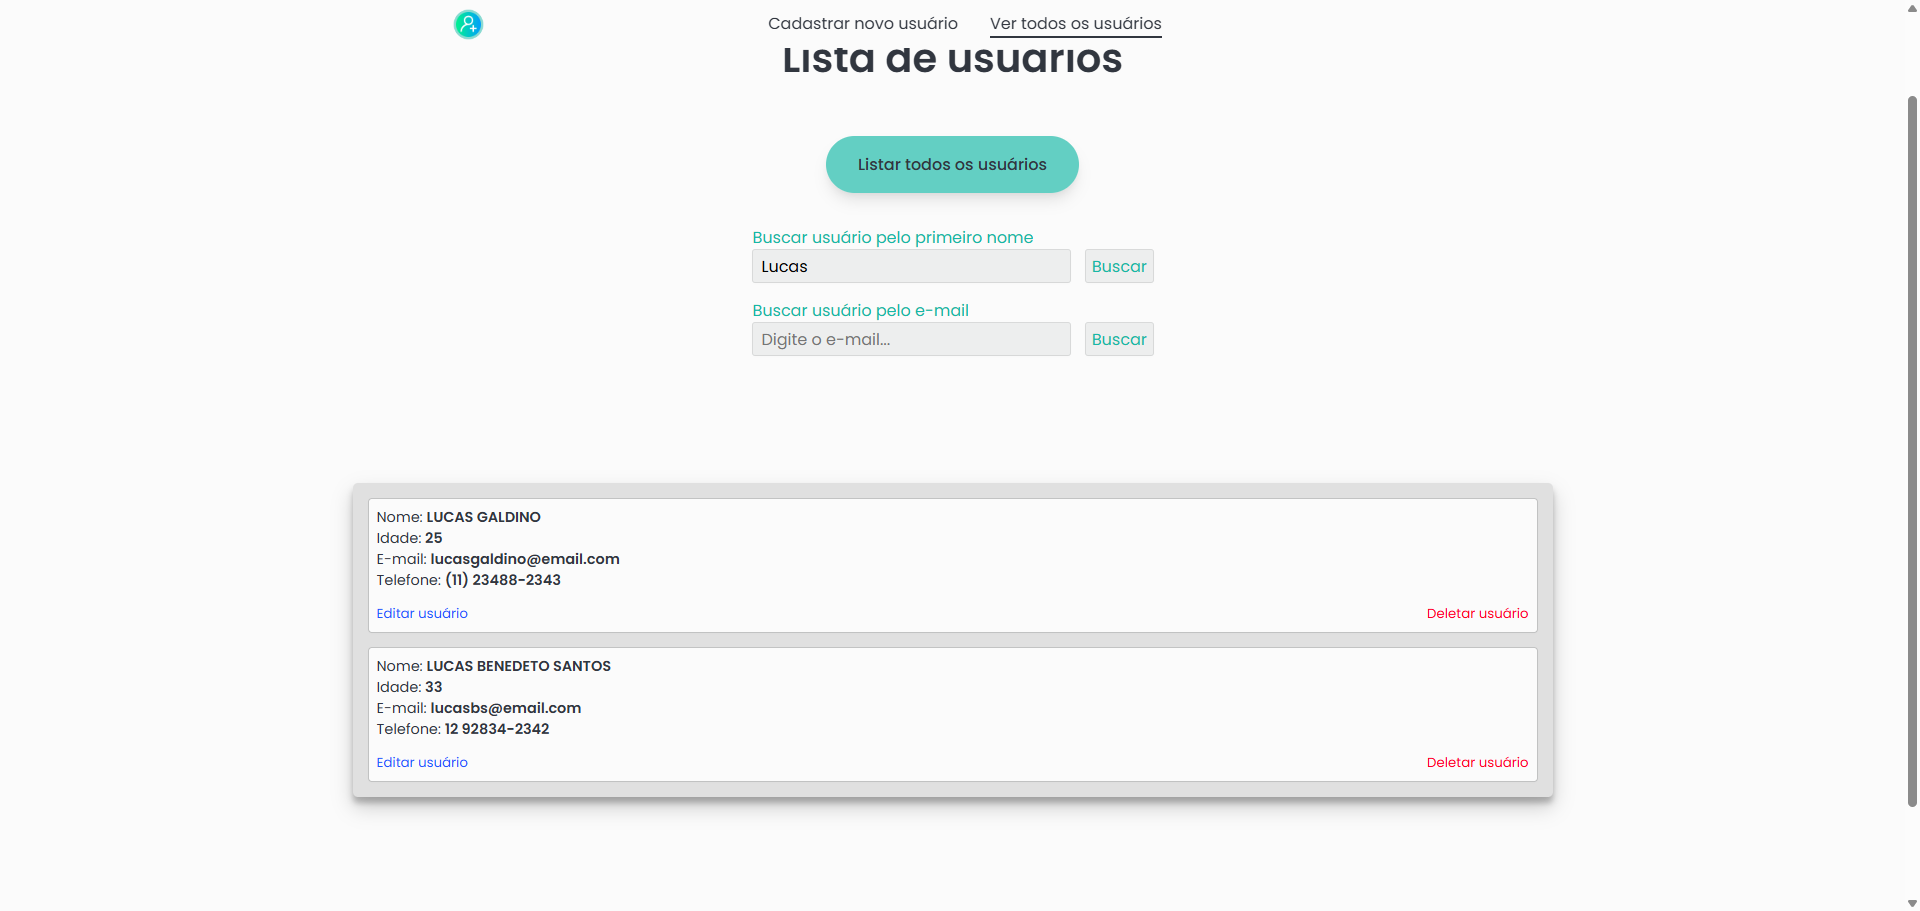 Cadastrar novo usuário
Ver todos os usuários
Lista de usuários
Listar todos os usuários
Buscar usuário pelo primeiro nome
Lucas
Buscar
Buscar usuário pelo e-mail
Digite o e-mail...
Buscar
Nome: LUCAS GALDINO
Idade: 25
E-mail: lucasgaldino@email.com
Telefone: (11) 23488-2343
Editar usuário
Deletar usuário
Nome: LUCAS BENEDETO SANTOS
Idade: 33
E-mail: lucasbs@email.com
Telefone: 12 92834-2342
Editar usuário
Deletar usuário